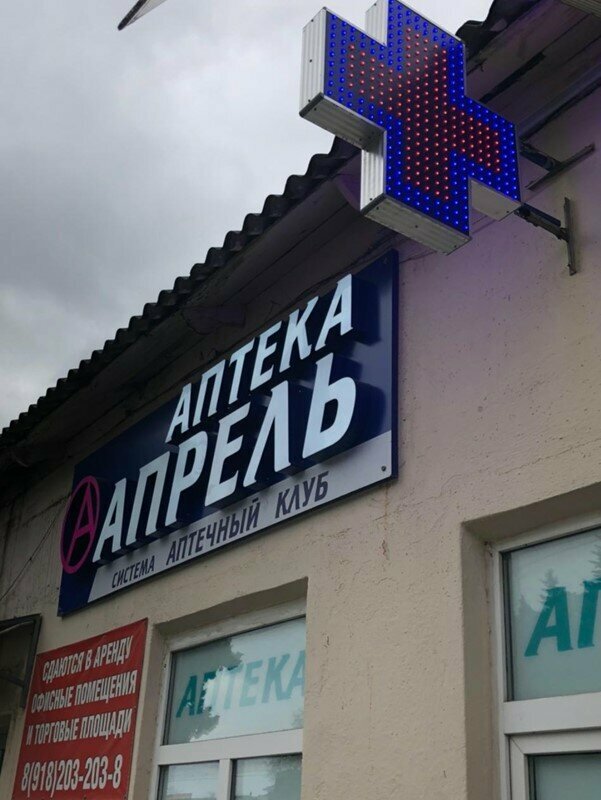 АПТЕКА
А АПРЕЛЬ
СИСТЕМА АПТЕЧНЫЙ КЛУБ
СДАЮТСЯ В АРЕНДУ
ОФИСНЫЕ ПОМЕЩЕНИЯ
И ТОРГОВЫЕ ПЛОЩАДИ
8(918)203-203-8
АПТЕКА
АП